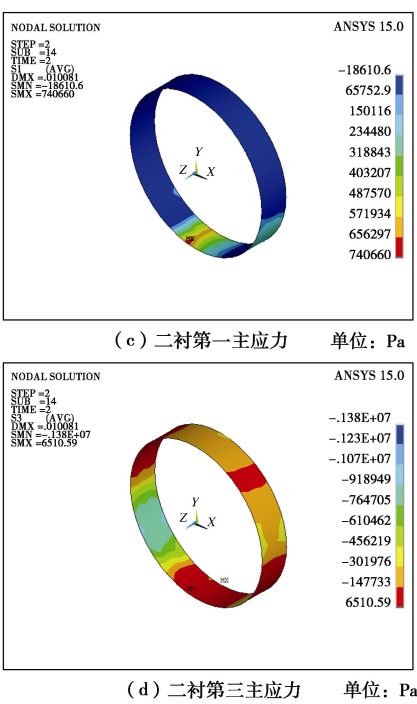 NODAL SOLUTION
ANSYS 15.0
STEP =2
SUB =14
TIME =2
S1 (AVG)
DMX =.010081
SMN =-18610.6
SMX =740660
-18610.6
65752.9
150116
234480
318843
403207
487570
571934
656297
740660
Y
Z X
MX
(c)二衬第一主应力 单位:Pa
NODAL SOLUTION
ANSYS 15.0
STEP =2
SUB =14
TIME =2
S3 (AVG)
DMX =.010081
SMN =-.138E+07
SMX =6510.59
-.138E+07
-.123E+07
-.107E+07
-918949
-764705
-610462
-456219
-301976
-147733
6510.59
Y
Z X
MX
(d)二衬第三主应力 单位:Pa